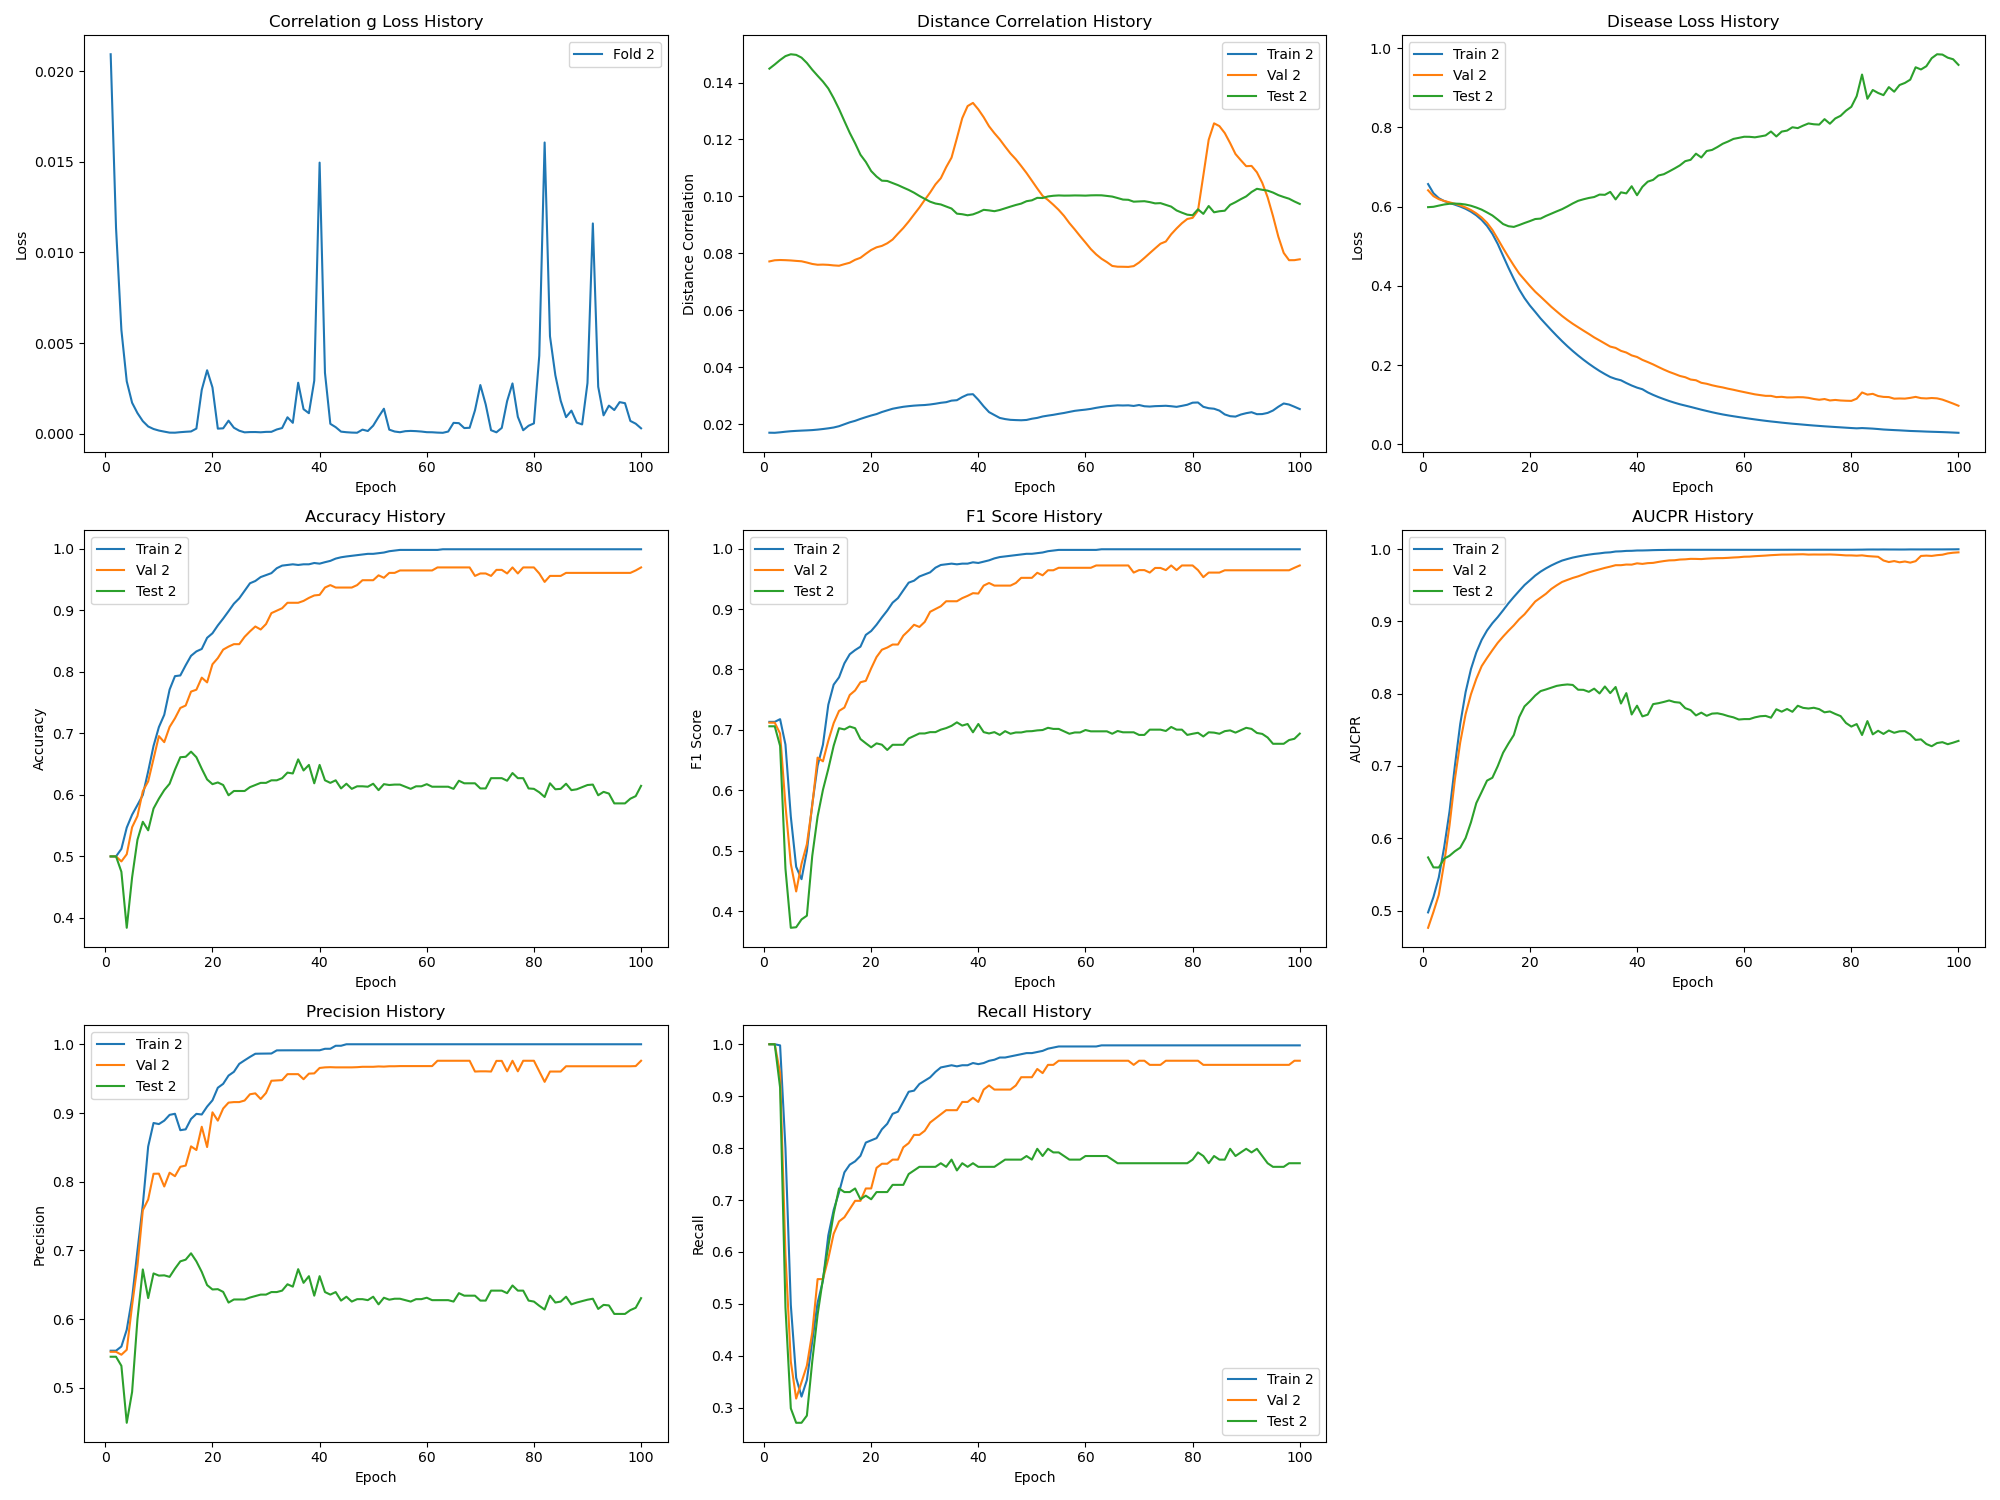 Correlation g Loss History
Loss
0.020
0.015
0.010
0.005
0.000
0 20 40 60 80 100
Epoch
Fold 2
Distance Correlation History
Distance Correlation
0.14
0.12
0.10
0.08
0.06
0.04
0.02
0 20 40 60 80 100
Epoch
Train 2
Val 2
Test 2
Disease Loss History
Loss
1.0
0.8
0.6
0.4
0.2
0.0
0 20 40 60 80 100
Epoch
Train 2
Val 2
Test 2
Accuracy History
Accuracy
1.0
0.9
0.8
0.7
0.6
0.5
0.4
0 20 40 60 80 100
Epoch
Train 2
Val 2
Test 2
F1 Score History
F1 Score
1.0
0.9
0.8
0.7
0.6
0.5
0.4
0 20 40 60 80 100
Epoch
Train 2
Val 2
Test 2
AUCPR History
AUCPR
1.0
0.9
0.8
0.7
0.6
0.5
0 20 40 60 80 100
Epoch
Train 2
Val 2
Test 2
Precision History
Precision
1.0
0.9
0.8
0.7
0.6
0.5
0 20 40 60 80 100
Epoch
Train 2
Val 2
Test 2
Recall History
Recall
1.0
0.9
0.8
0.7
0.6
0.5
0.4
0.3
0 20 40 60 80 100
Epoch
Train 2
Val 2
Test 2